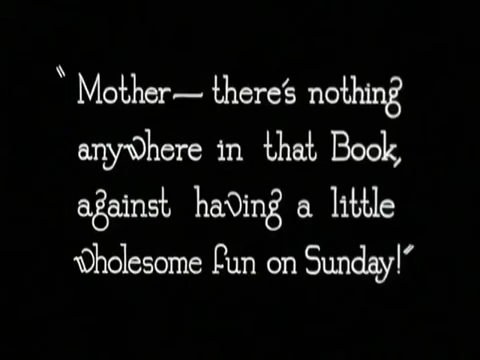 "Mother— there's nothing
anywhere in that Book,
against having a little
wholesome fun on Sunday!"